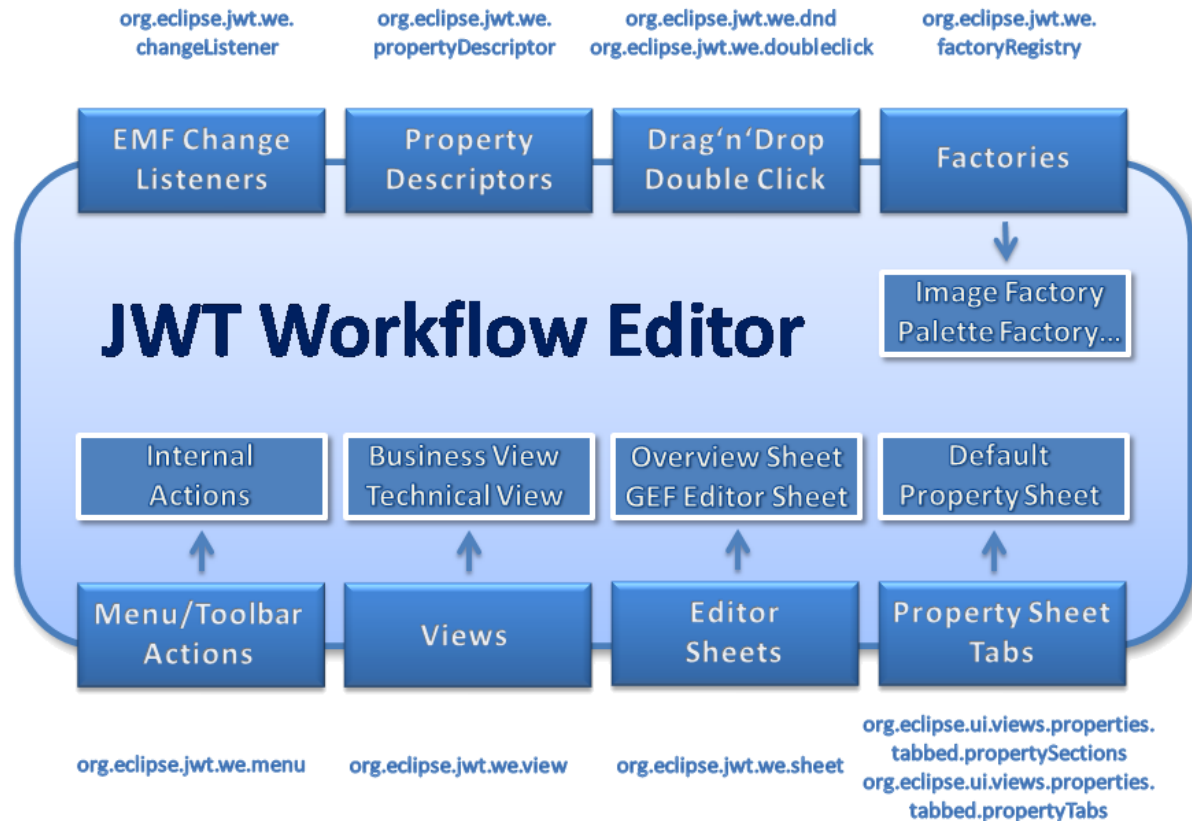 org.eclipse.jwt.we.
changeListener
org.eclipse.jwt.we.
propertyDescriptor
org.eclipse.jwt.we.dnd
org.eclipse.jwt.we.doubleclick
org.eclipse.jwt.we.
factoryRegistry
EMF Change
Listeners
Property
Descriptors
Drag‘n‘Drop
Double Click
Factories
Image Factory
Palette Factory...
JWT Workflow Editor
Internal
Actions
Business View
Technical View
Overview Sheet
GEF Editor Sheet
Default
Property Sheet
Menu/Toolbar
Actions
Views
Editor
Sheets
Property Sheet
Tabs
org.eclipse.jwt.we.menu
org.eclipse.jwt.we.view
org.eclipse.jwt.we.sheet
org.eclipse.ui.views.properties.
tabbed.propertySections
org.eclipse.ui.views.properties.
tabbed.propertyTabs